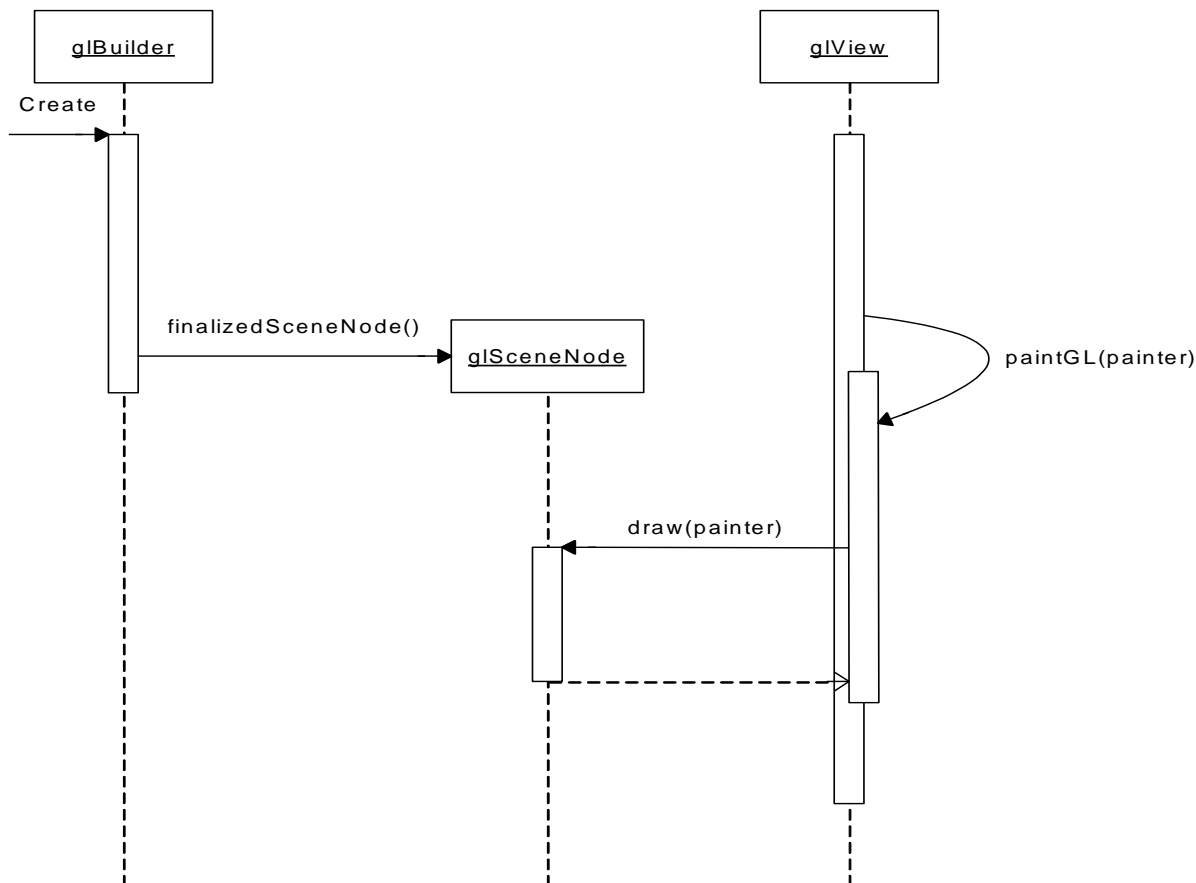 glBuilder
glView
Create
finalizedSceneNode()
glSceneNode
paintGL(painter)
draw(painter)